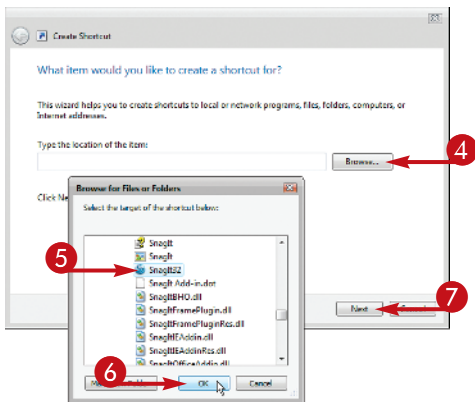 Create Shortcut
What item would you like to create a shortcut for?
This wizard helps you to create shortcuts to local or network programs, files, folders, computers, or
Internet addresses.
Type the location of the item:
Browse...
4
Click Ne
Browse for Files or Folders
Select the target of the shortcut below:
SnagIt
SnagIt
5
SnagIt32
SnagIt Add-in.dot
SnagItBHO.dll
SnagItFramePlugin.dll
SnagItFramePluginRes.dll
SnagItIEAddin.dll
SnagItIEAddinRes.dll
SnagItOfficeAddin.dll
6
OK
Cancel
Next
7